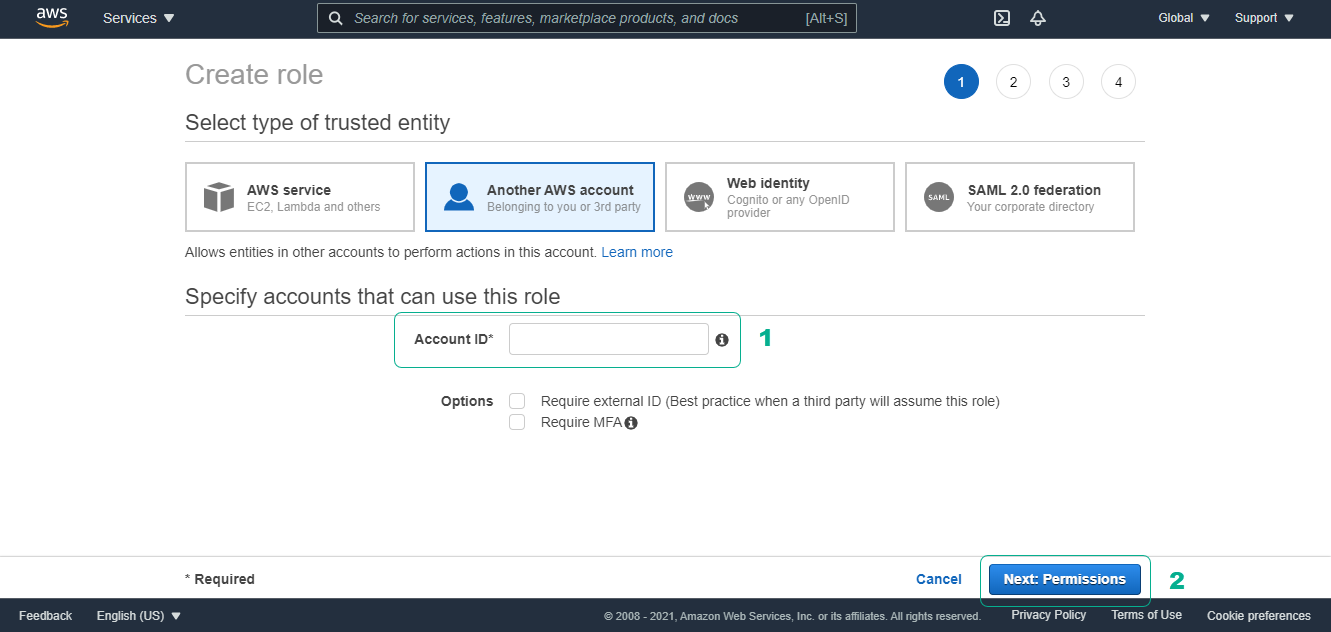 aws Services Search for services, features, marketplace products, and docs [Alt+S] Global Support
Create role
1 2 3 4
Select type of trusted entity
AWS service
EC2, Lambda and others
Another AWS account
Belonging to you or 3rd party
www
Web identity
Cognito or any OpenID
provider
SAML
SAML 2.0 federation
Your corporate directory
Allows entities in other accounts to perform actions in this account. Learn more
Specify accounts that can use this role
Account ID* 1
Options Require external ID (Best practice when a third party will assume this role)
Require MFA
* Required Cancel Next: Permissions 2
Feedback English (US) © 2008 - 2021, Amazon Web Services, Inc. or its affiliates. All rights reserved. Privacy Policy Terms of Use Cookie preferences